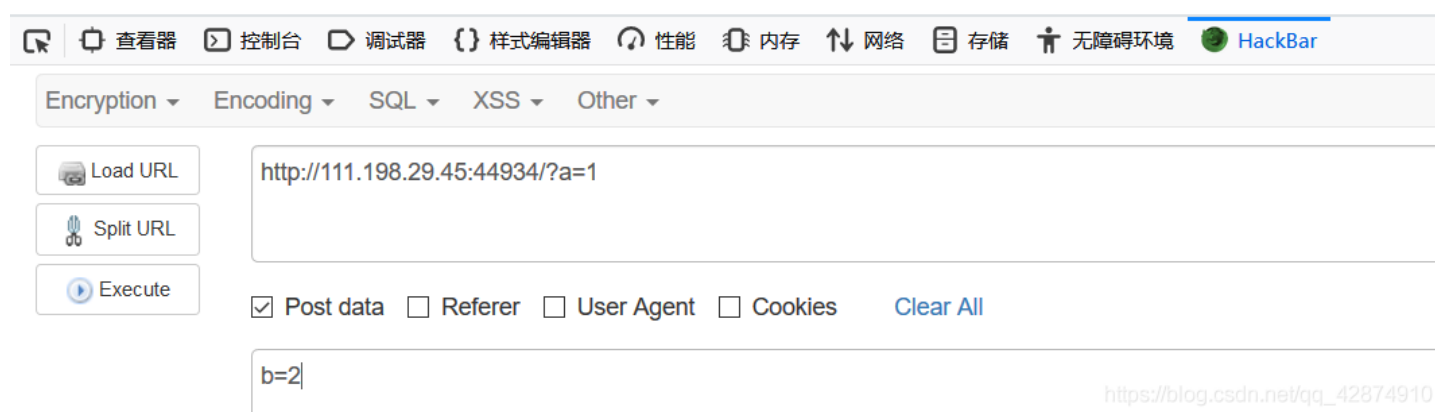 查看器 控制台 调试器 {} 样式编辑器 性能 内存 网络 存储 无障碍环境 HackBar
Encryption Encoding SQL XSS Other
Load URL
http://111.198.29.45:44934/?a=1
Split URL
Execute
Post data Referer User Agent Cookies Clear All
b=2
https://blog.csdn.net/qq_42874910